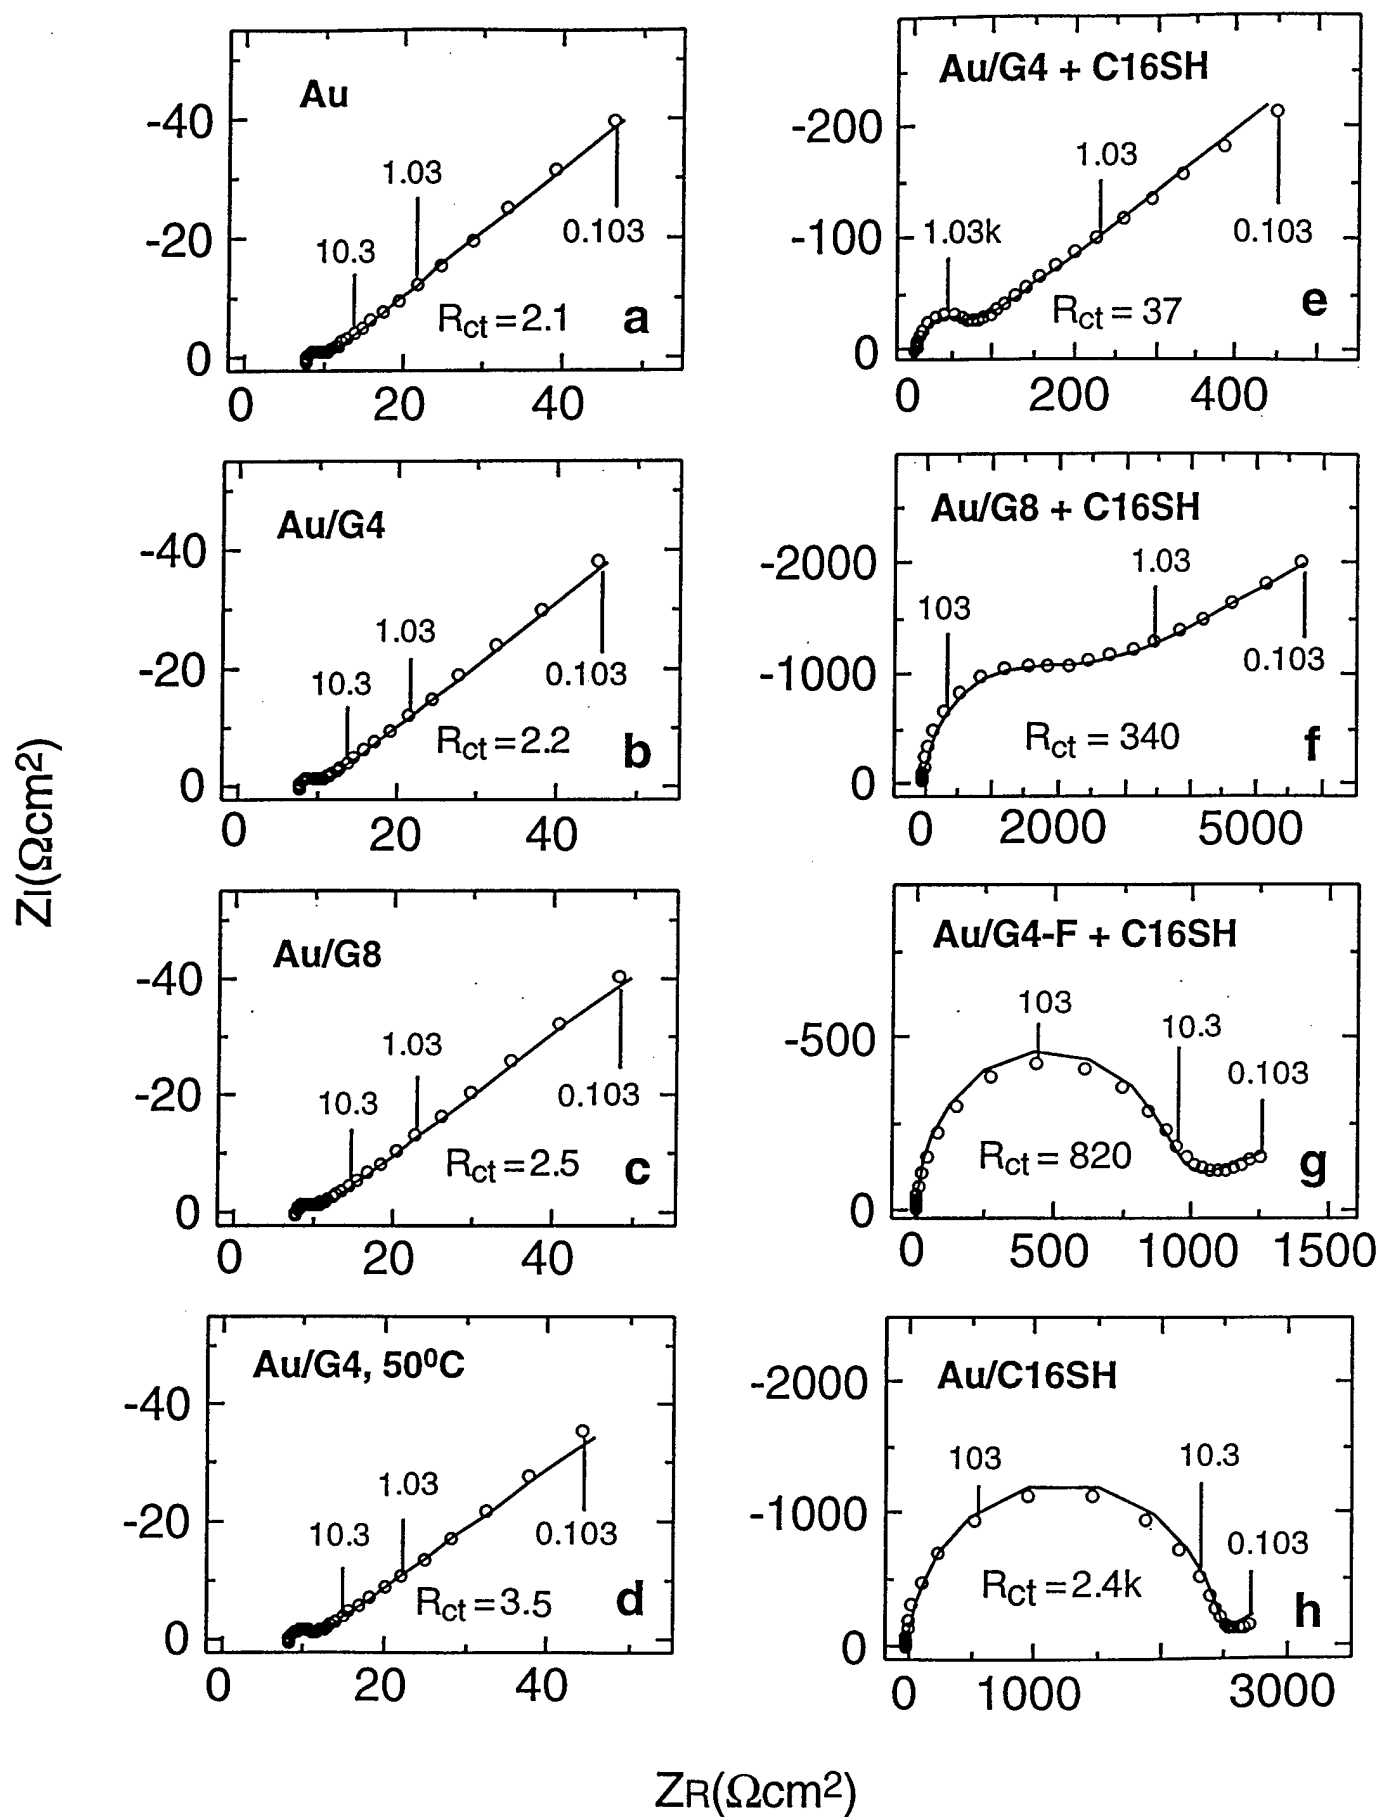 Au
-40
-20
0
10.3
1.03
0.103
Rct=2.1
a
0 20 40
Au/G4
-40
-20
0
10.3
1.03
0.103
Rct=2.2
b
0 20 40
Au/G8
-40
-20
0
10.3
1.03
0.103
Rct=2.5
c
0 20 40
Au/G4, 50⁰C
-40
-20
0
10.3
1.03
0.103
Rct=3.5
d
0 20 40
Au/G4 + C16SH
-200
-100
0
1.03k
1.03
0.103
Rct= 37
e
0 200 400
Au/G8 + C16SH
-2000
-1000
0
103
1.03
0.103
Rct = 340
f
0 2000 5000
Au/G4-F + C16SH
-500
0
103
10.3
0.103
Rct = 820
g
0 500 1000 1500
Au/C16SH
-2000
-1000
0
103
10.3
0.103
Rct=2.4k
h
0 1000 3000
ZI(Ωcm²)
ZR(Ωcm²)